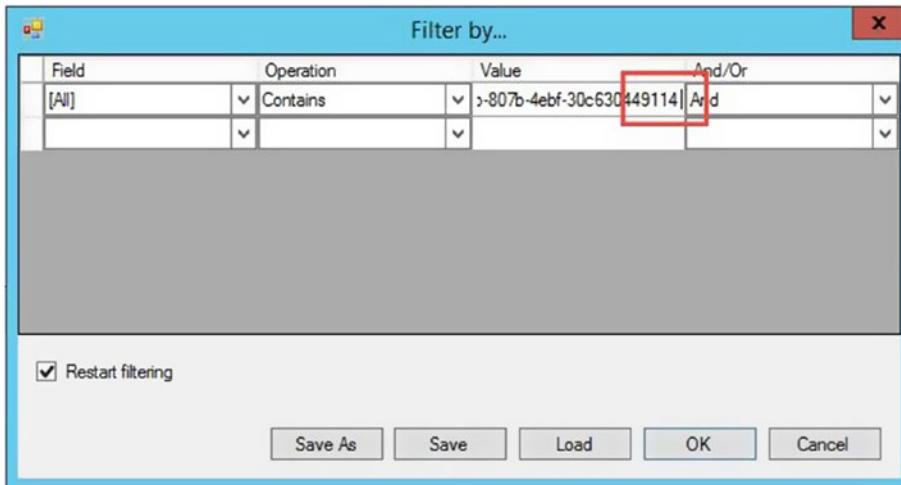 Filter by...
x
Field Operation Value And/Or
[All] Contains -807b-4ebf-30c630449114 And
Restart filtering
Save As Save Load OK Cancel